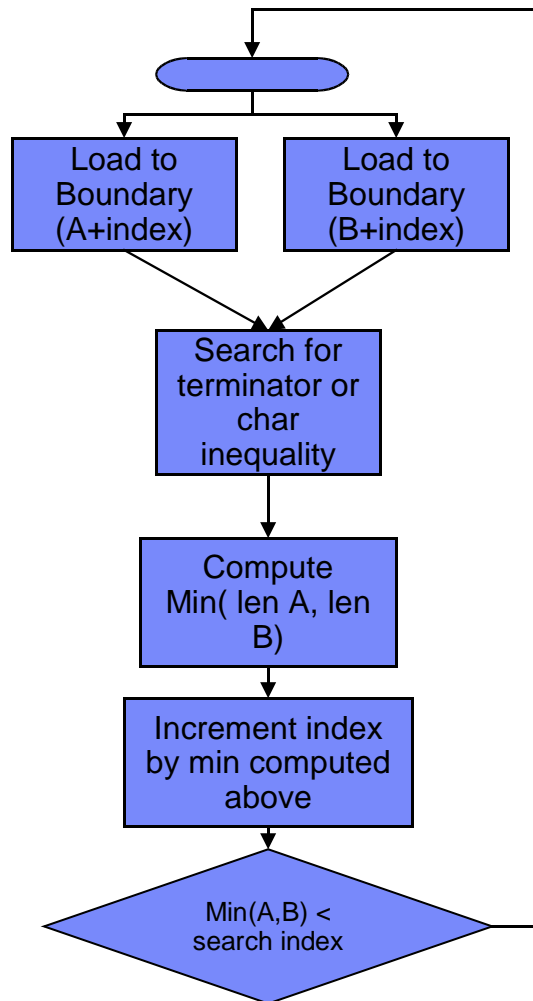 Load to
Boundary
(A+index)
Load to
Boundary
(B+index)
Search for
terminator or
char
inequality
Compute
Min( len A, len
B)
Increment index
by min computed
above
Min(A,B) <
search index